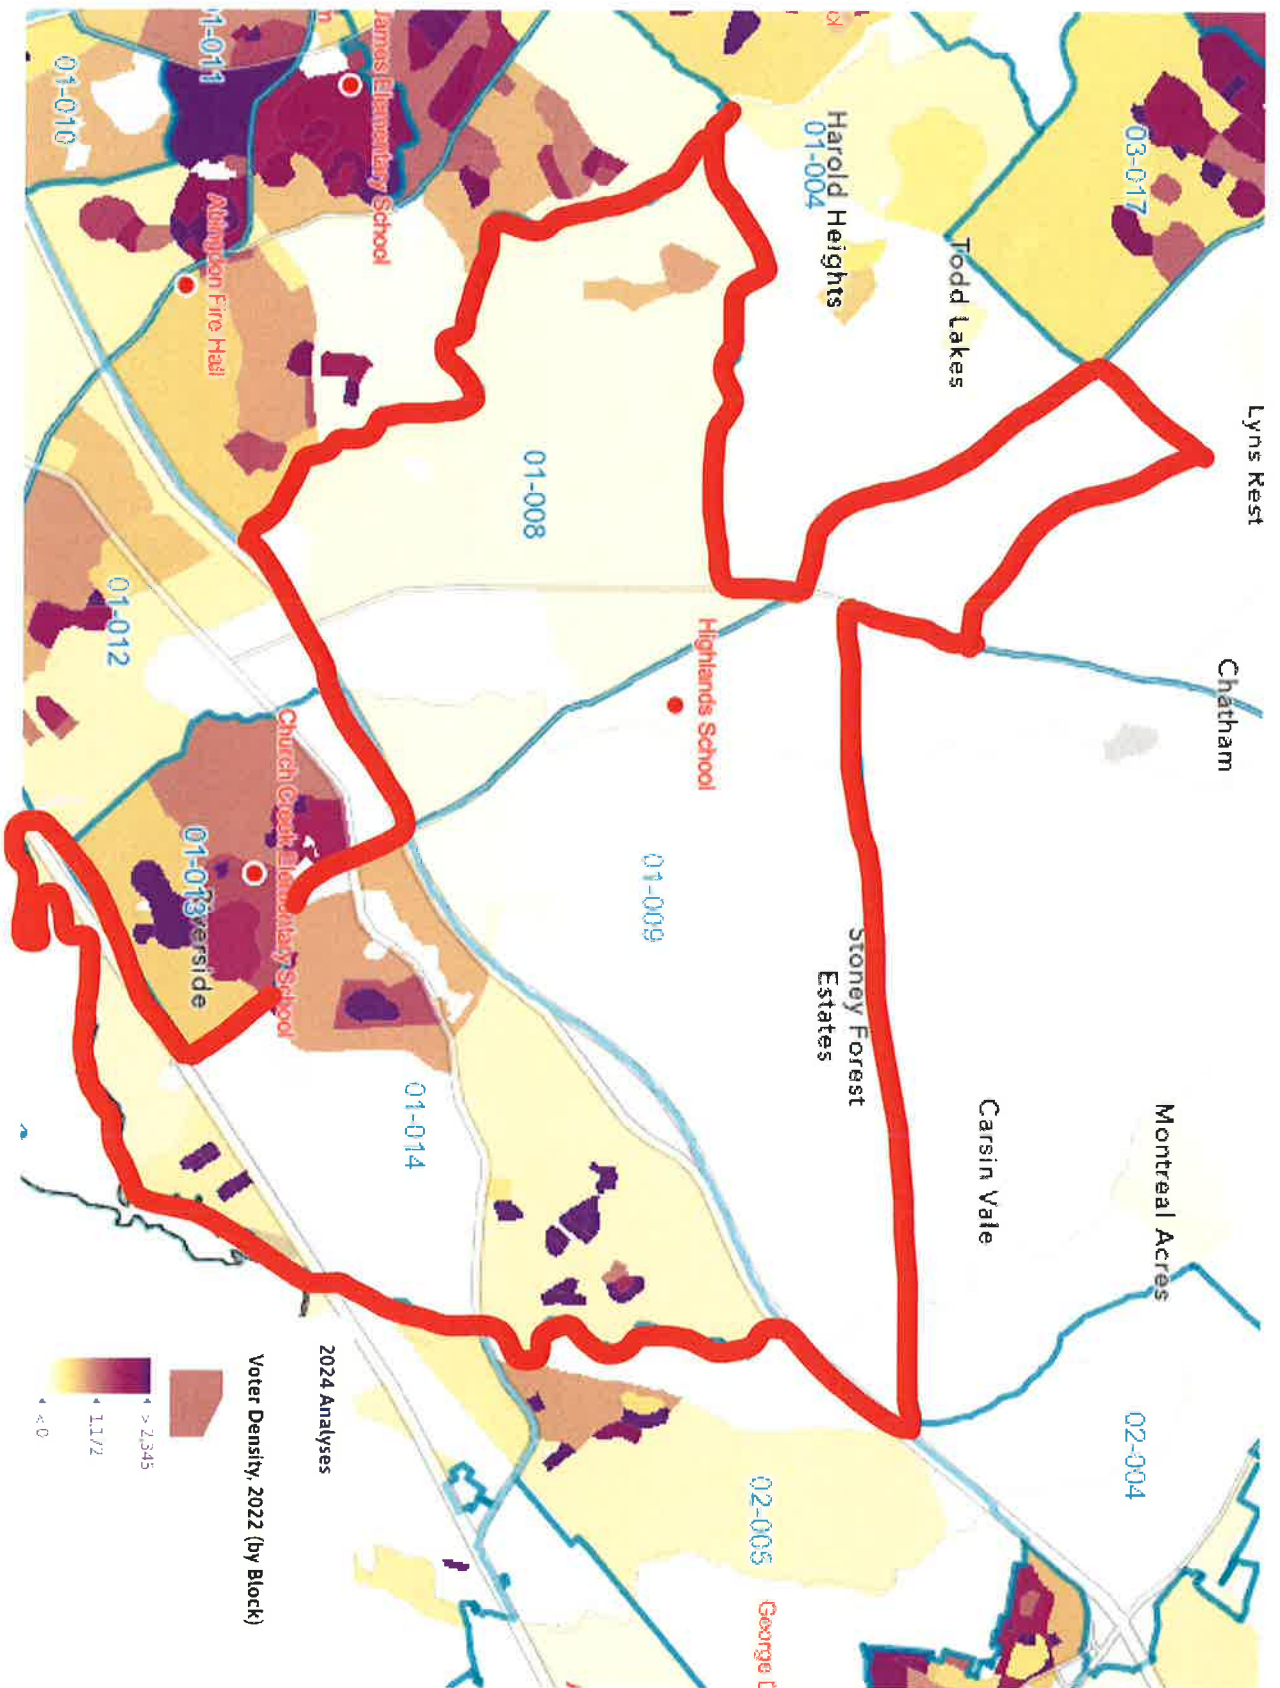 Lyns Rest
Chatham
Montreal Acres
02-004
03-017
Todd Lakes
Carsin Vale
Harold Heights
01-004
Stoney Forest
Estates
Highlands School
01-009
02-005
George
01-008
01-014
James Elementary School
Abingdon Fire Hall
Church Creek Elementary School
01-013
01-011
01-010
01-012
2024 Analyses
Voter Density, 2022 (by Block)
> 2,345
1,172
< 0